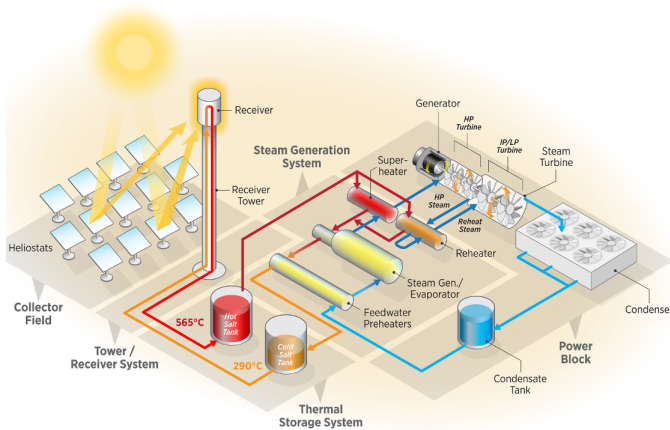 Generator
HP
Turbine
IP/LP
Turbine
Steam
Turbine
Receiver
Steam Generation
System
Super-
heater
HP
Steam
Reheat
Steam
Receiver
Tower
Reheater
Heliostats
Steam Gen./
Evaporator
Condense
Collector
Field
565°C
Hot
Salt
Tank
Feedwater
Preheaters
Tower /
Receiver System
Cold
Salt
Tank
290°C
Power
Block
Condensate
Tank
Thermal
Storage System